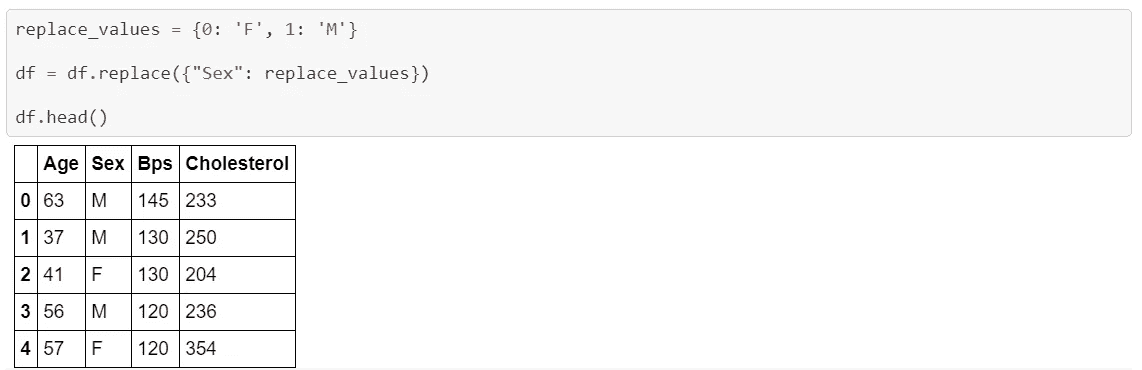 replace_values = {0: 'F', 1: 'M'}
df = df.replace({"Sex": replace_values})
df.head()
Age Sex Bps Cholesterol
0 63 M 145 233
1 37 M 130 250
2 41 F 130 204
3 56 M 120 236
4 57 F 120 354